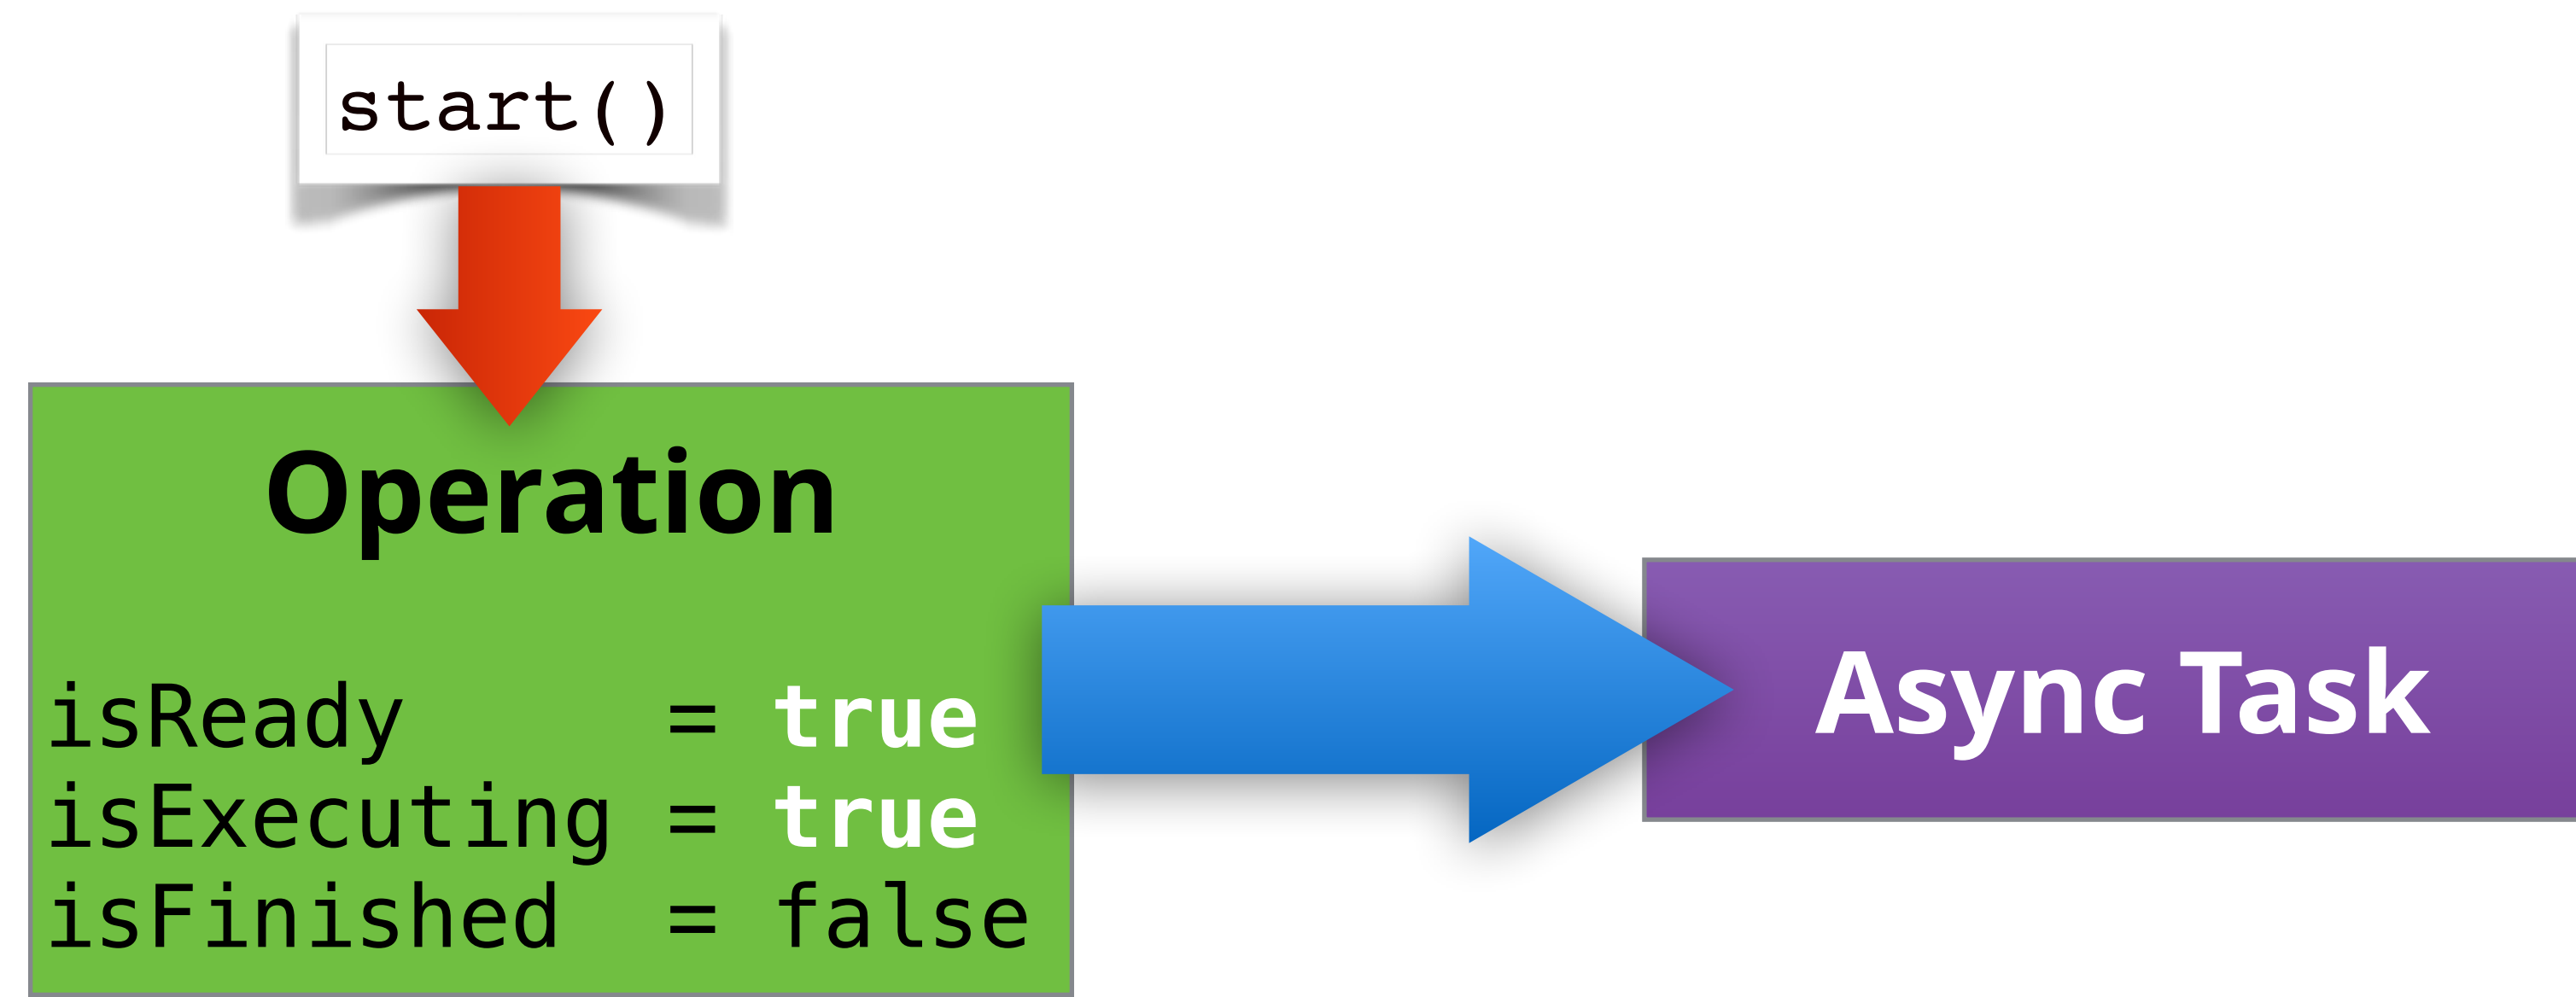 start()
Operation
isReady = true
isExecuting = true
isFinished = false
Async Task